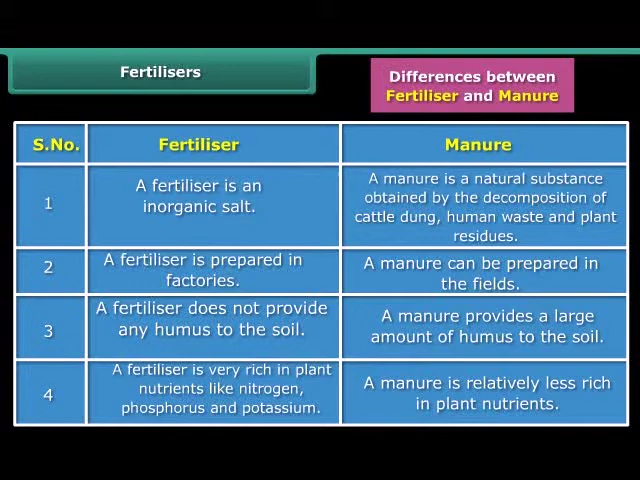 Fertilisers
Differences between
Fertiliser and Manure
S.No.
Fertiliser
Manure
1
A fertiliser is an
inorganic salt.
A manure is a natural substance
obtained by the decomposition of
cattle dung, human waste and plant
residues.
2
A fertiliser is prepared in
factories.
A manure can be prepared in
the fields.
3
A fertiliser does not provide
any humus to the soil.
A manure provides a large
amount of humus to the soil.
4
A fertiliser is very rich in plant
nutrients like nitrogen,
phosphorus and potassium.
A manure is relatively less rich
in plant nutrients.